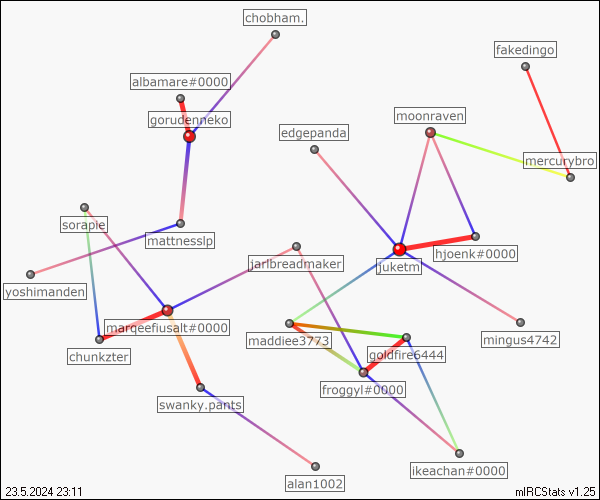 chobham.
fakedingo
albamare#0000
gorudenneko
moonraven
edgepanda
mercurybro
sorapie
mattnesslp
hjoenk#0000
jarlbreadmaker
juketm
yoshimanden
marqeefiusalt#0000
maddiee3773
mingus4742
chunkzter
goldfire6444
froggyl#0000
swanky.pants
ikeachan#0000
alan1002
23.5.2024 23:11
mIRCStats v1.25